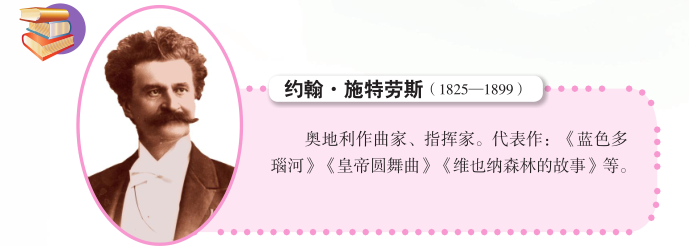 约翰·施特劳斯（1825—1899）
奥地利作曲家、指挥家。代表作：《蓝色多
瑙河》《皇帝圆舞曲》《维也纳森林的故事》等。